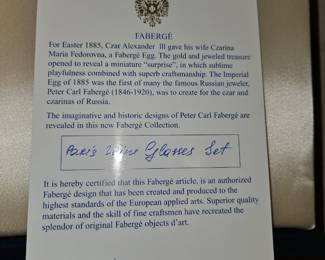 FABERGÉ
For Easter 1885, Czar Alexander III gave his wife Czarina
Maria Fedorovna, a Fabergé Egg. The gold and jeweled treasure
opened to reveal a miniature "surprise", in which sublime
playfulness combined with superb craftsmanship. The Imperial
Egg of 1885 was the first of many the famous Russian jeweler,
Peter Carl Fabergé (1846-1920), was to create for the czar and
czarinas of Russia.
The imaginative and historic designs of Peter Carl Fabergé are
revealed in this new Fabergé Collection.
Paris Wine Glasses Set
It is hereby certified that this Fabergé article, is an authorized
Fabergé design that has been created and produced to the
highest standards of the European applied arts. Superior quality
materials and the skill of fine craftsmen have recreated the
splendor of original Fabergé objects d'art.